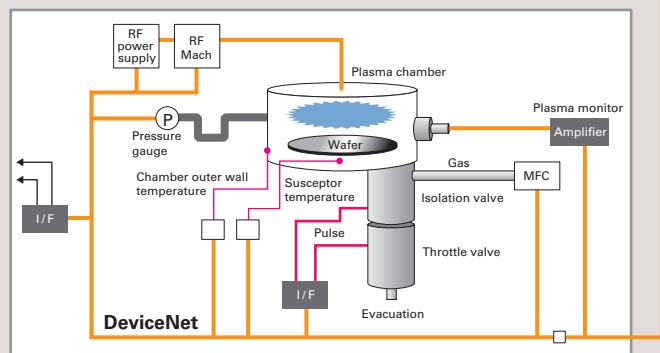 RF
power
supply
RF
Mach
Plasma chamber
Plasma monitor
Amplifier
P
Pressure
gauge
Wafer
Chamber outer wall
temperature
Susceptor
temperature
Gas
MFC
Isolation valve
I / F
Pulse
Throttle valve
I / F
Evacuation
DeviceNet